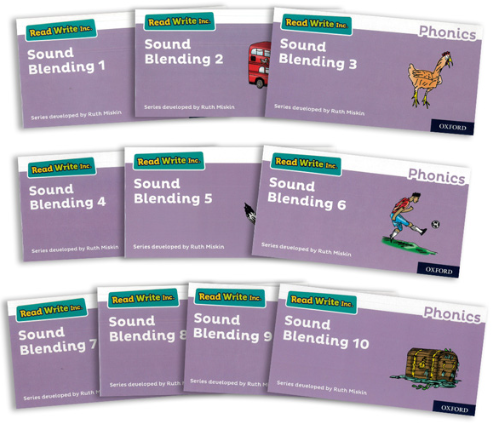 Read Write Inc.
Sound
Blending 1
Series developed by Ruth Miskin
Read Write Inc.
Sound
Blending 2
Series developed by Ruth Miskin
Read Write Inc.
Phonics
Sound
Blending 3
Series developed by Ruth Miskin
OXFORD
Read Write Inc.
Sound
Blending 4
Series developed by Ruth Miskin
Read Write Inc.
Sound
Blending 5
Series developed by Ruth Miskin
Read Write Inc.
Phonics
Sound
Blending 6
Series developed by Ruth Miskin
OXFORD
Read Write Inc.
Sound
Blending 7
Series developed by Ruth
Read Write Inc.
Sound
Blending 8
Series developed by Ruth
Read Write Inc.
Sound
Blending 9
Series developed by Ruth Miskin
Read Write Inc.
Phonics
Sound
Blending 10
Series developed by Ruth Miskin
OXFORD